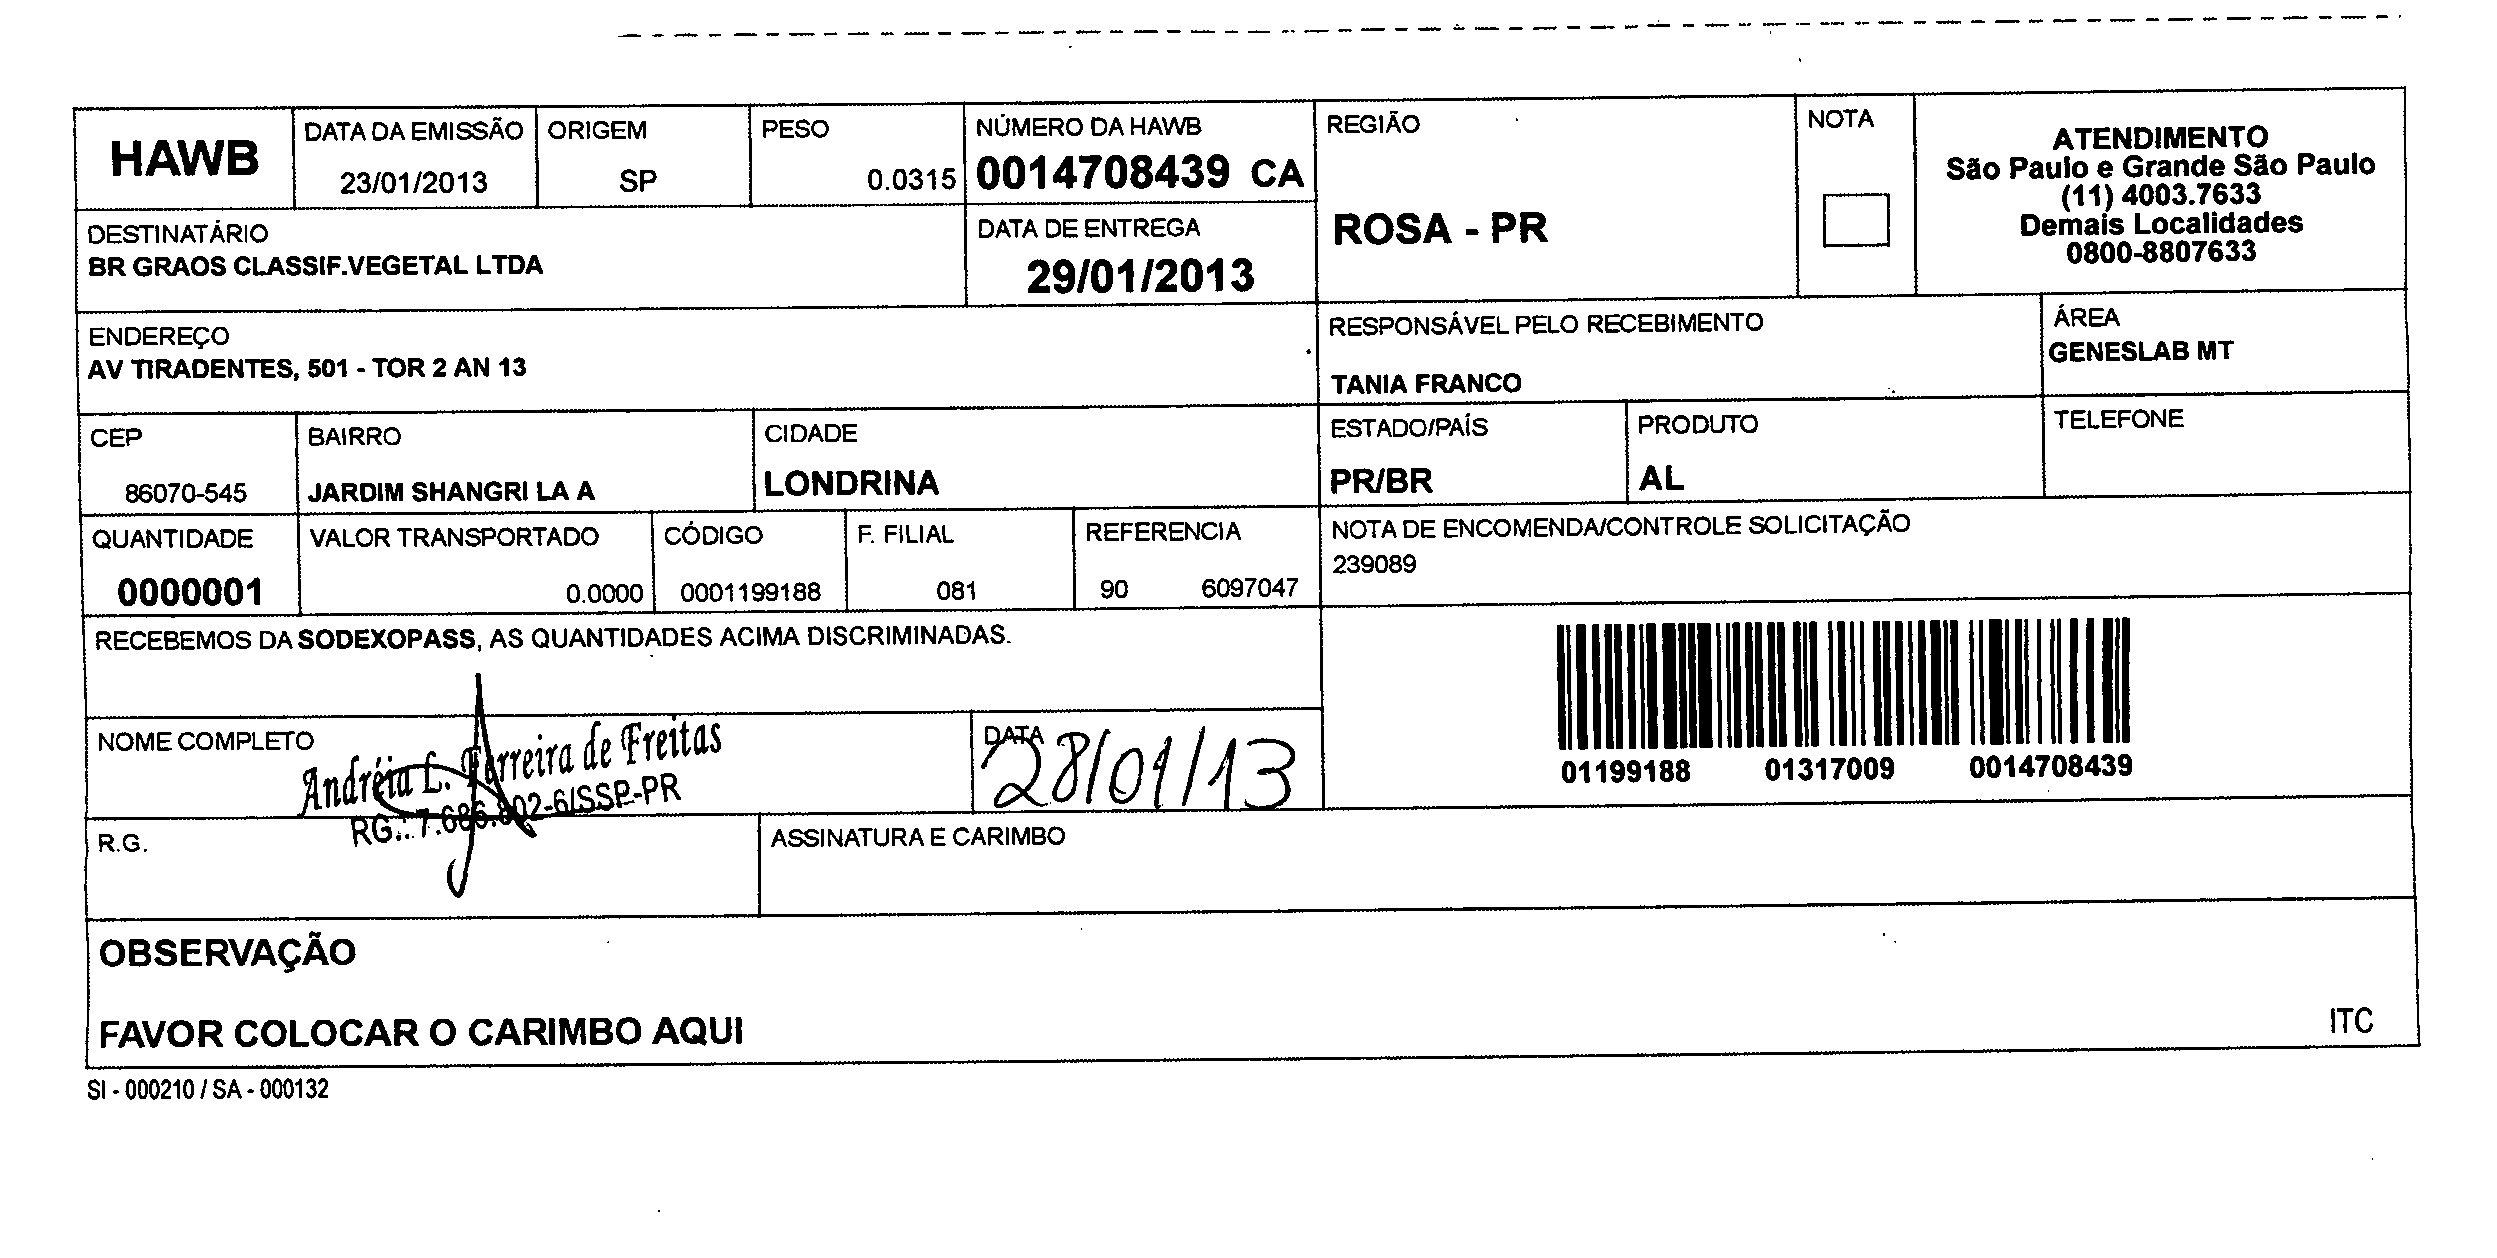 HAWB
DATA DA EMISSÃO
23/01/2013
ORIGEM
SP
PESO
0.0315
NÚMERO DA HAWB
0014708439 CA
REGIÃO
ROSA - PR
NOTA
ATENDIMENTO
São Paulo e Grande São Paulo
(11) 4003.7633
Demais Localidades
0800-8807633
DESTINATÁRIO
BR GRAOS CLASSIF.VEGETAL LTDA
DATA DE ENTREGA
29/01/2013
ENDEREÇO
AV TIRADENTES, 501 - TOR 2 AN 13
RESPONSÁVEL PELO RECEBIMENTO
TANIA FRANCO
ÁREA
GENESLAB MT
CEP
86070-545
BAIRRO
JARDIM SHANGRI LA A
CIDADE
LONDRINA
ESTADO/PAÍS
PR/BR
PRODUTO
AL
TELEFONE
QUANTIDADE
0000001
VALOR TRANSPORTADO
0.0000
CÓDIGO
0001199188
F. FILIAL
081
REFERENCIA
90 6097047
NOTA DE ENCOMENDA/CONTROLE SOLICITAÇÃO
239089
RECEBEMOS DA SODEXOPASS, AS QUANTIDADES ACIMA DISCRIMINADAS.
01199188 01317009 0014708439
NOME COMPLETO
Andréia L. Ferreira de Freitas
RG.: 7.686.802-6/SSP-PR
DATA
28/01/13
R.G.
ASSINATURA E CARIMBO
OBSERVAÇÃO
FAVOR COLOCAR O CARIMBO AQUI
ITC
SI - 000210 / SA - 000132